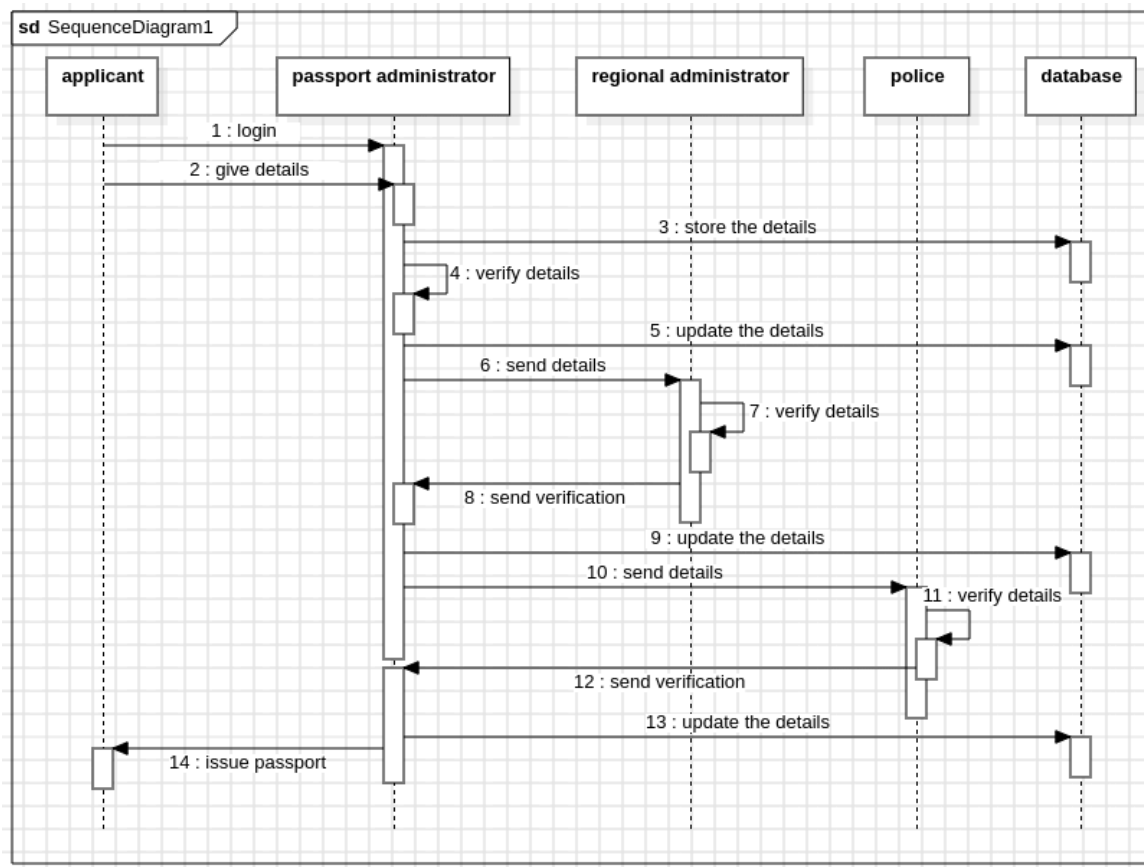 sd SequenceDiagram1
applicant
passport administrator
regional administrator
police
database
1 : login
2 : give details
3 : store the details
4 : verify details
5 : update the details
6 : send details
7 : verify details
8 : send verification
9 : update the details
10 : send details
11 : verify details
12 : send verification
13 : update the details
14 : issue passport